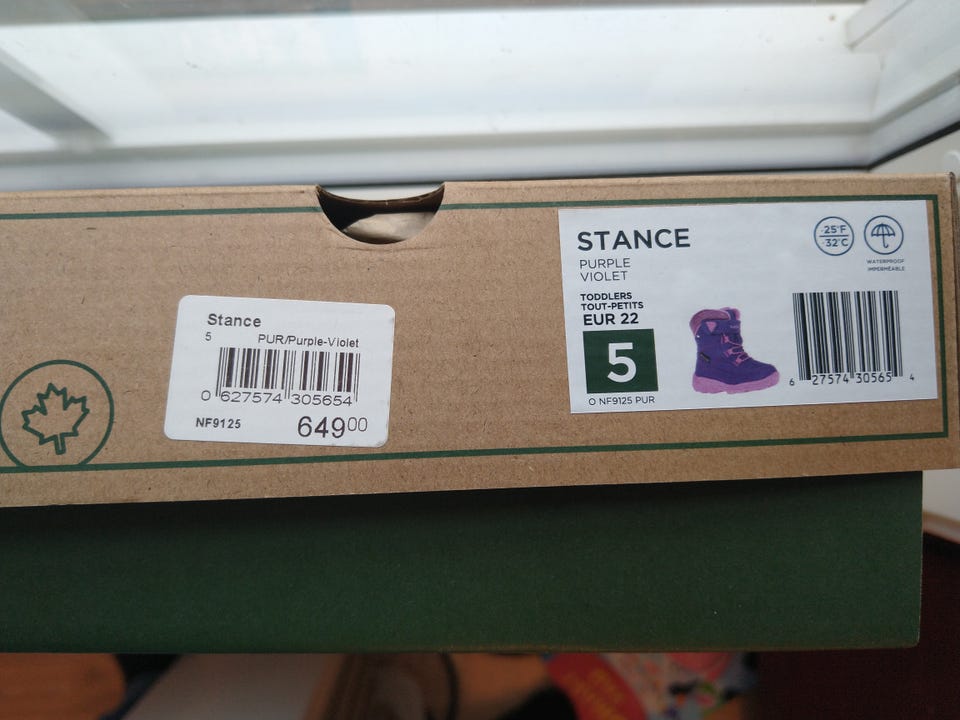 Stance
5 PUR/Purple-Violet
0 627574 305654
NF9125 649.00
STANCE
PURPLE
VIOLET
-25°F
-32°C
WATERPROOF
IMPERMÉABLE
TODDLERS
TOUT-PETITS
EUR 22
5
O NF9125 PUR
6 27574 30565 4